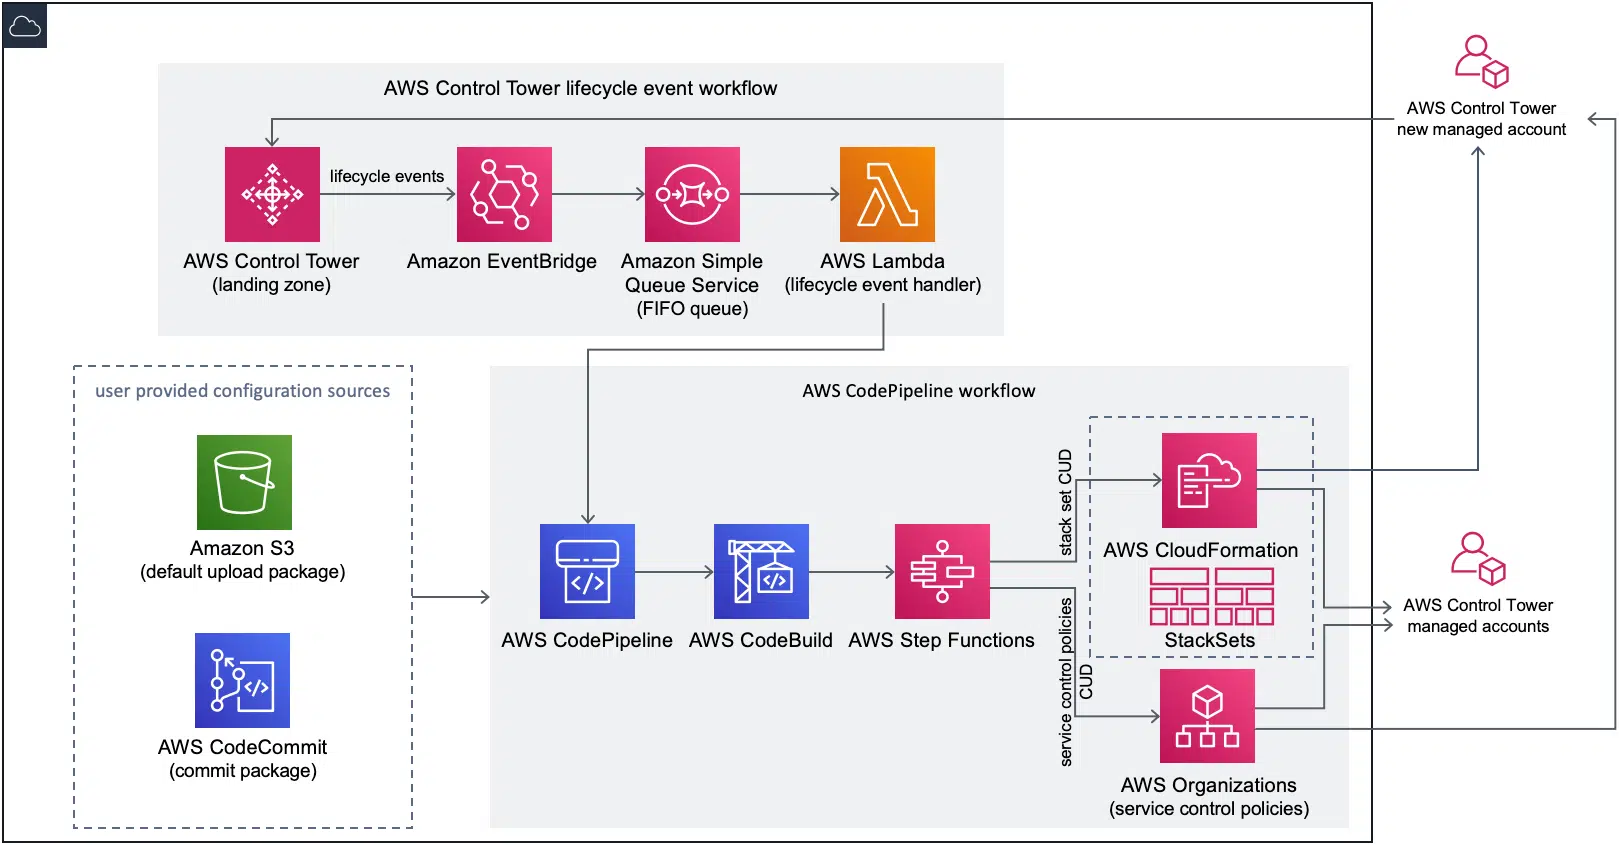 AWS Control Tower lifecycle event workflow
AWS Control Tower
new managed account
lifecycle events
AWS Control Tower
(landing zone)
Amazon EventBridge
Amazon Simple
Queue Service
(FIFO queue)
AWS Lambda
(lifecycle event handler)
user provided configuration sources
Amazon S3
(default upload package)
AWS CodeCommit
(commit package)
AWS CodePipeline workflow
AWS CodePipeline
AWS CodeBuild
AWS Step Functions
stack set CUD
service control policies
CUD
AWS CloudFormation
StackSets
AWS Organizations
(service control policies)
AWS Control Tower
managed accounts